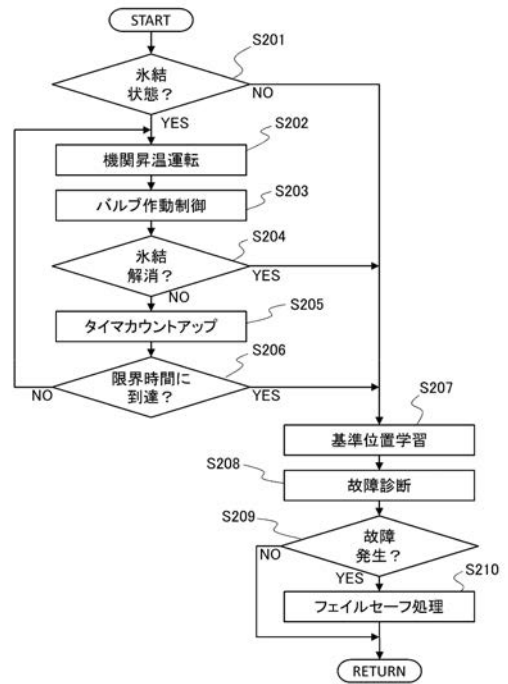 START
S201
氷結
状態？
NO
YES
S202
機関昇温運転
S203
バルブ作動制御
S204
氷結
解消？
YES
NO
S205
タイマカウントアップ
S206
限界時間に
到達？
NO
YES
S207
基準位置学習
S208
故障診断
S209
故障
発生？
NO
YES
S210
フェイルセーフ処理
RETURN